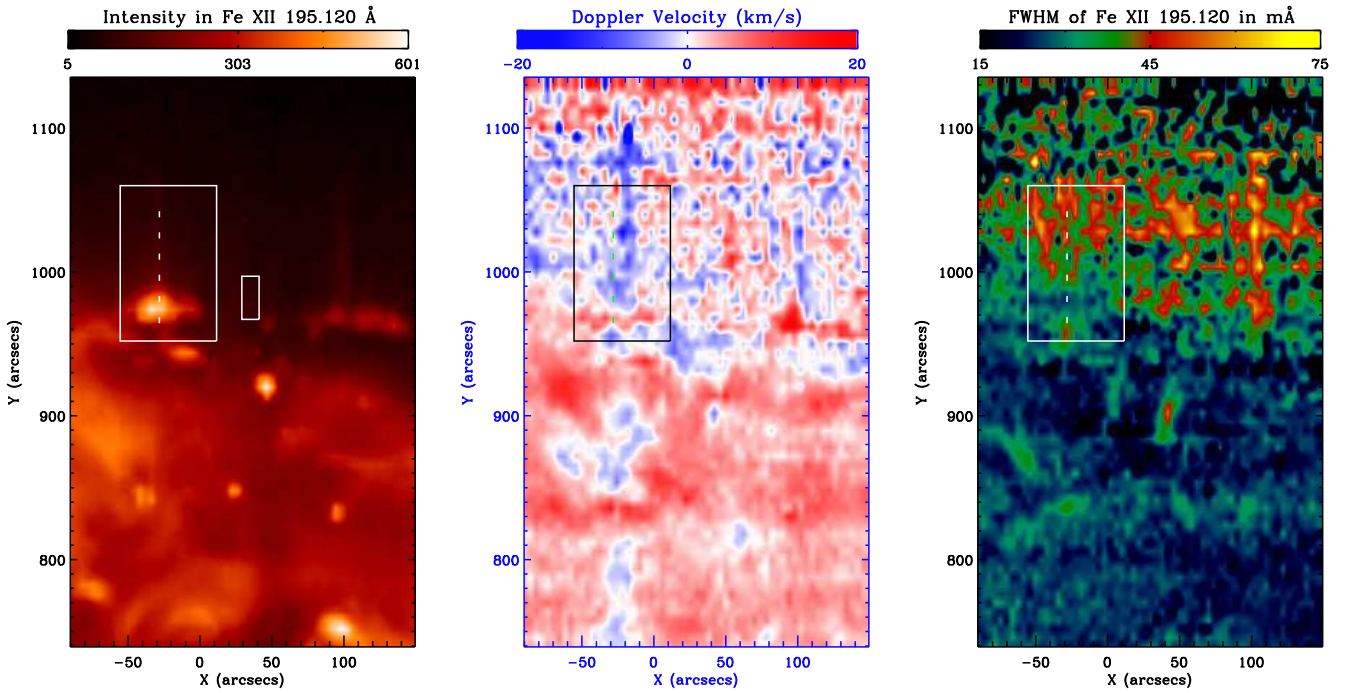 Intensity in Fe XII 195.120 Å
5 303 601
1100
1000
900
800
Y (arcsecs)
−50 0 50 100
X (arcsecs)
Doppler Velocity (km/s)
−20 0 20
1100
1000
900
800
Y (arcsecs)
−50 0 50 100
X (arcsecs)
FWHM of Fe XII 195.120 in mÅ
15 45 75
1100
1000
900
800
Y (arcsecs)
−50 0 50 100
X (arcsecs)